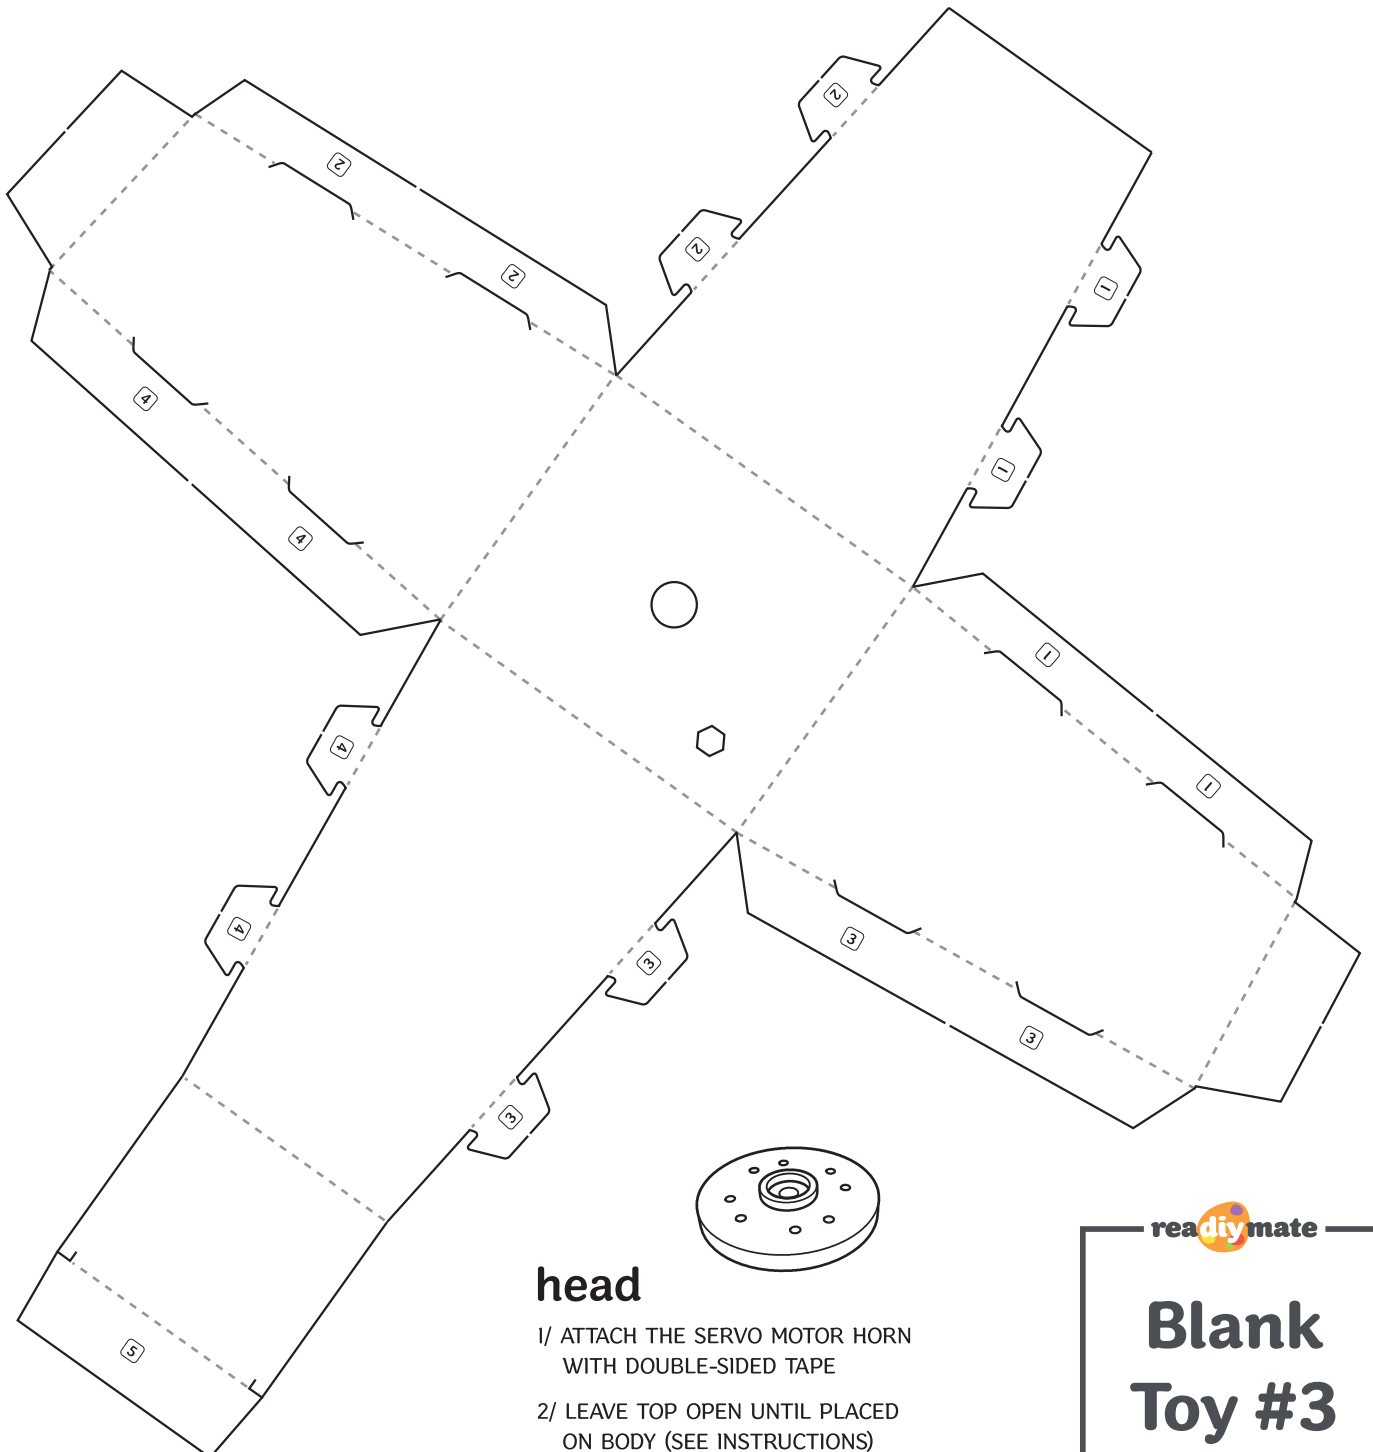 2
2
2
2
1
1
4
4
1
1
4
4
3
3
3
3
5
readiymate
Blank
Toy #3
head
1/ ATTACH THE SERVO MOTOR HORN
WITH DOUBLE-SIDED TAPE
2/ LEAVE TOP OPEN UNTIL PLACED
ON BODY (SEE INSTRUCTIONS)